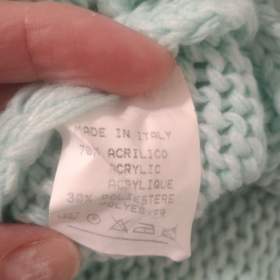 MADE IN ITALY
70% ACRILICO
ACRYLIC
ACRYLIQUE
30% POLIESTERE
POLYESTER